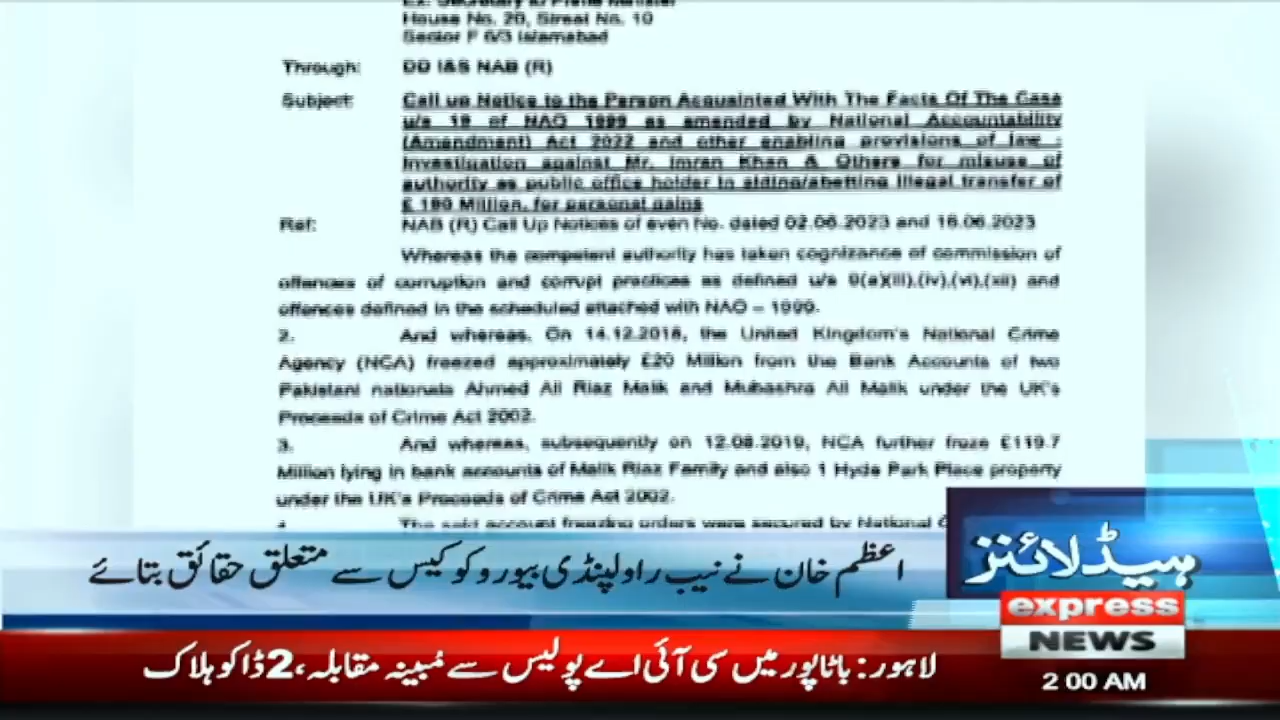 House No. 20, Street No. 10
Sector F 6/3 Islamabad
Through: DD I&S NAB (R)
Subject: Call up Notice to the Person Acquainted With The Facts Of The Case
u/s 19 of NAO 1999 as amended by National Accountability
(Amendment) Act 2022 and other enabling provisions of law -
Investigation against Mr. Imran Khan & Others for misuse of
authority as public office holder in aiding/abetting illegal transfer of
£ 190 Million, for personal gains
Ref: NAB (R) Call Up Notices of even No. dated 02.06.2023 and 16.06.2023
Whereas the competent authority has taken cognizance of commission of
offences of corruption and corrupt practices as defined u/s 9(a)(iii),(iv),(vi),(xii) and
offences defined in the scheduled attached with NAO – 1999.
2. And whereas, On 14.12.2018, the United Kingdom's National Crime
Agency (NCA) freezed approximately £20 Million from the Bank Accounts of two
Pakistani nationals Ahmed Ali Riaz Malik and Mubashra Ali Malik under the UK's
Proceeds of Crime Act 2002.
3. And whereas, subsequently on 12.08.2019, NCA further froze £119.7
Million lying in bank accounts of Malik Riaz Family and also 1 Hyde Park Place property
under the UK's Proceeds of Crime Act 2002.
The said account freezing orders were secured by National
ہیڈلائنز
اعظم خان نے نیب راولپنڈی بیورو کو کیس سے متعلق حقائق بتائے
express
NEWS
لاہور: باٹاپور میں سی آئی اے پولیس سے مُبینہ مقابلہ، 2 ڈاکو ہلاک
2:00 AM